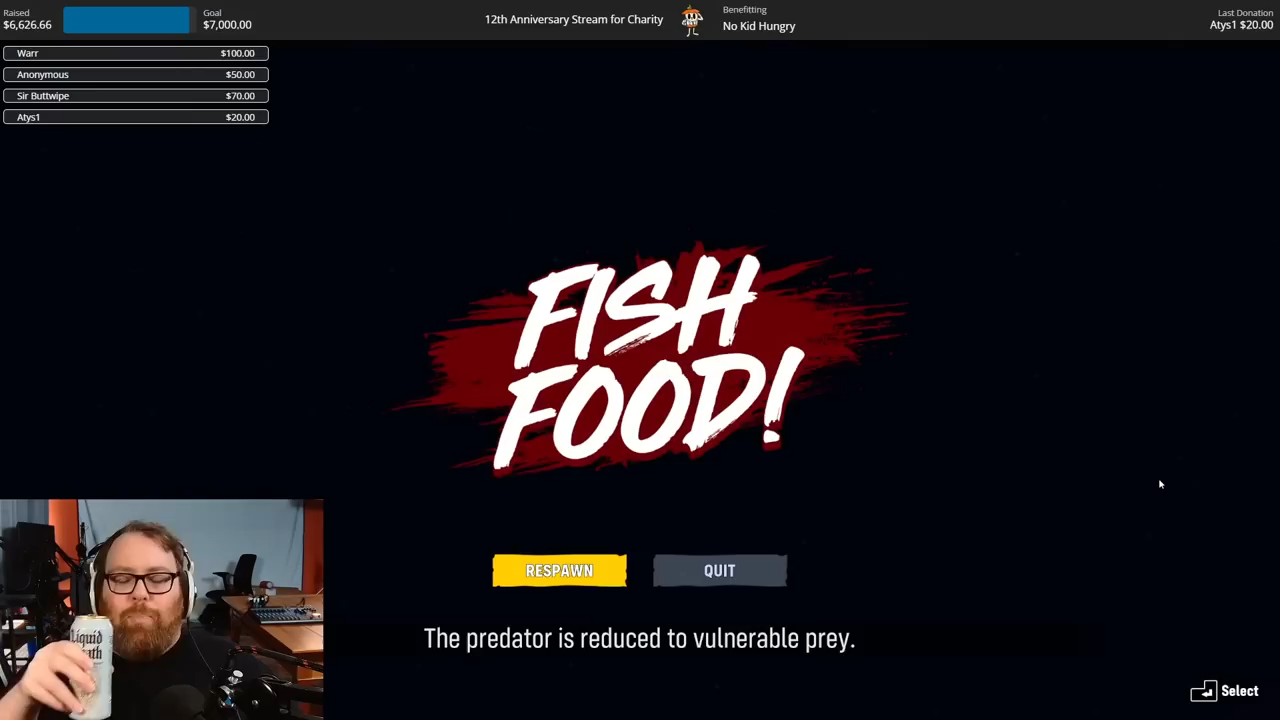 Raised
$6,626.66
Goal
$7,000.00
12th Anniversary Stream for Charity
Benefitting
No Kid Hungry
Last Donation
Atys1 $20.00
Warr $100.00
Anonymous $50.00
Sir Buttwipe $70.00
Atys1 $20.00
FISH
FOOD!
RESPAWN
QUIT
The predator is reduced to vulnerable prey.
Liquid
Select